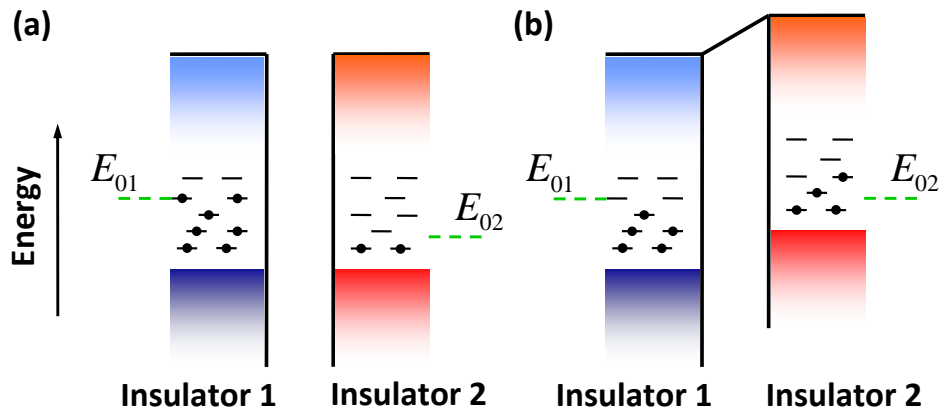 (a)
(b)
Energy
E₀₁
E₀₂
E₀₁
E₀₂
Insulator 1
Insulator 2
Insulator 1
Insulator 2